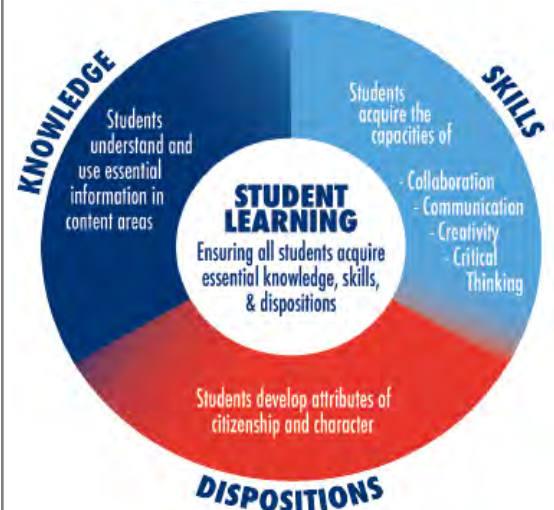 KNOWLEDGE
Students
understand and
use essential
information in
content areas
SKILLS
Students
acquire the
capacities of
- Collaboration
- Communication
- Creativity
- Critical
Thinking
STUDENT
LEARNING
Ensuring all students acquire
essential knowledge, skills,
& dispositions
Students develop attributes of
citizenship and character
DISPOSITIONS